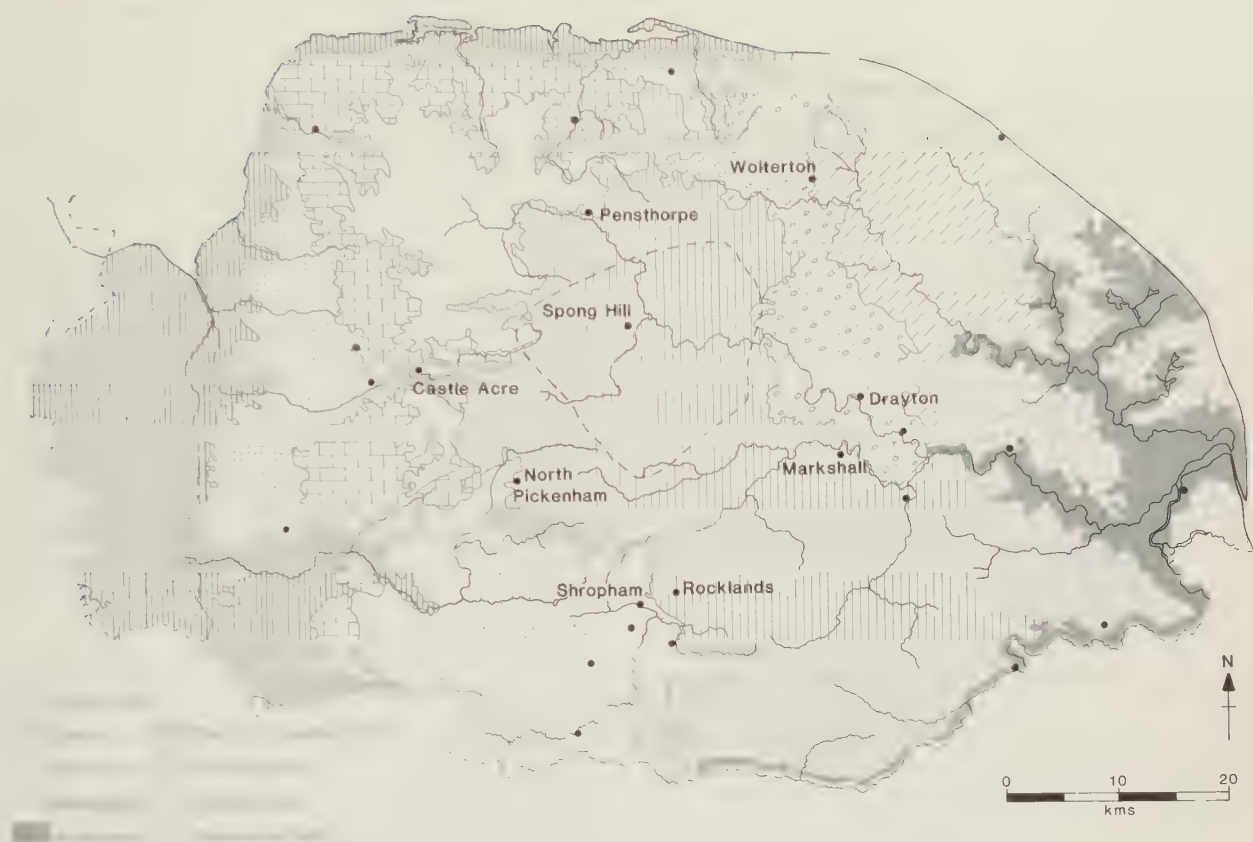 Wolterton
Pensthorpe
Spong Hill
Castle Acre
Drayton
Markshall
North
Pickenham
Shropham
Rocklands
N
0 10 20
kms